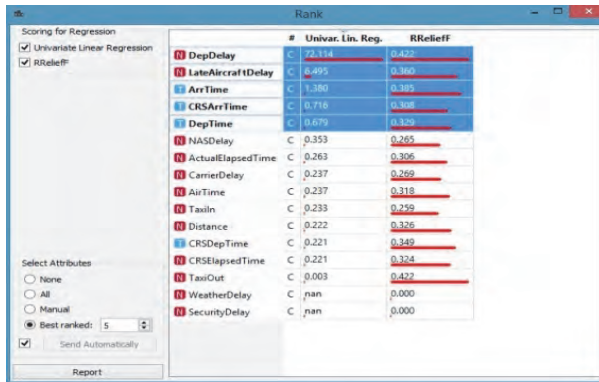 Rank
Scoring for Regression
Univariate Linear Regression
RReliefF
Select Attributes
None
All
Manual
Best ranked: 5
Send Automatically
Report
# Univar. Lin. Reg. RReliefF
N DepDelay C 72.114 0.422
N LateAircraftDelay C 6.495 0.360
T ArrTime C 1.380 0.385
T CRSArrTime C 0.716 0.308
T DepTime C 0.679 0.329
N NASDelay C 0.353 0.265
N ActualElapsedTime C 0.263 0.306
N CarrierDelay C 0.237 0.269
N AirTime C 0.237 0.318
N TaxiIn C 0.233 0.259
N Distance C 0.222 0.326
T CRSDepTime C 0.221 0.349
N CRSElapsedTime C 0.221 0.324
N TaxiOut C 0.003 0.422
N WeatherDelay C nan 0.000
N SecurityDelay C nan 0.000